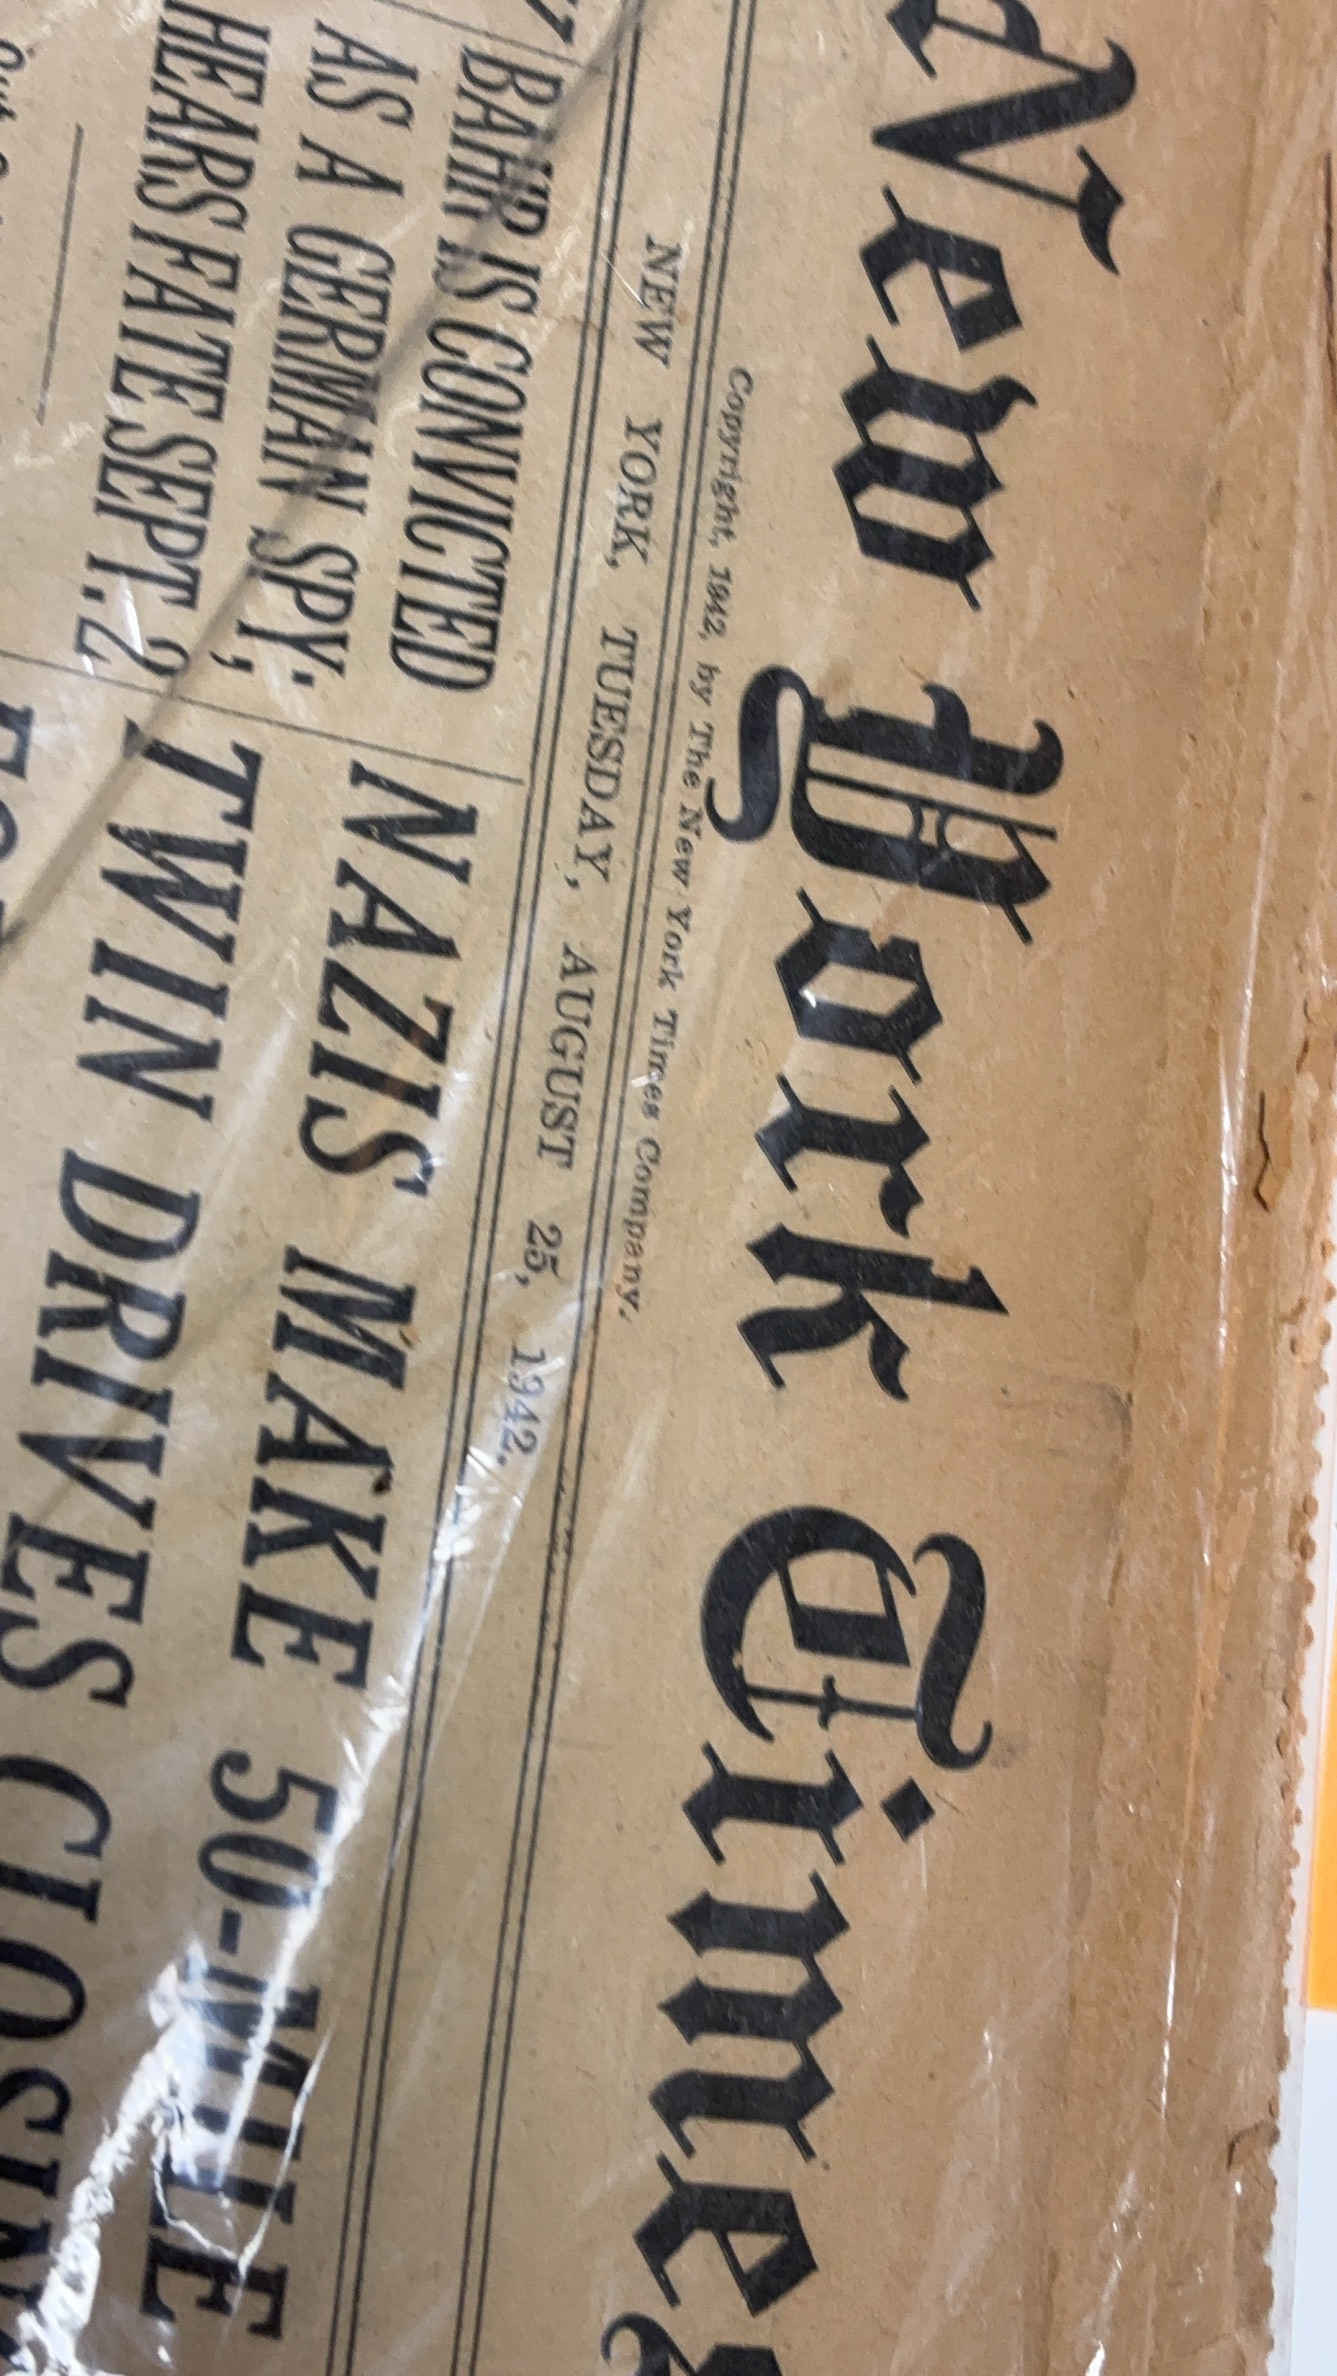 New York Times
Copyright, 1942, by The New York Times Company.
NEW YORK, TUESDAY, AUGUST 25, 1942.
BAHR IS CONVICTED
AS A GERMAN SPY;
HEARS FATE SEPT. 2
NAZIS MAKE 50-MILE
TWIN DRIVES